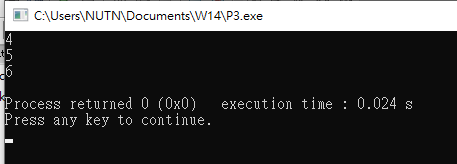 C:\Users\NUTN\Documents\W14\P3.exe
4
5
6
Process returned 0 (0x0)   execution time : 0.024 s
Press any key to continue.